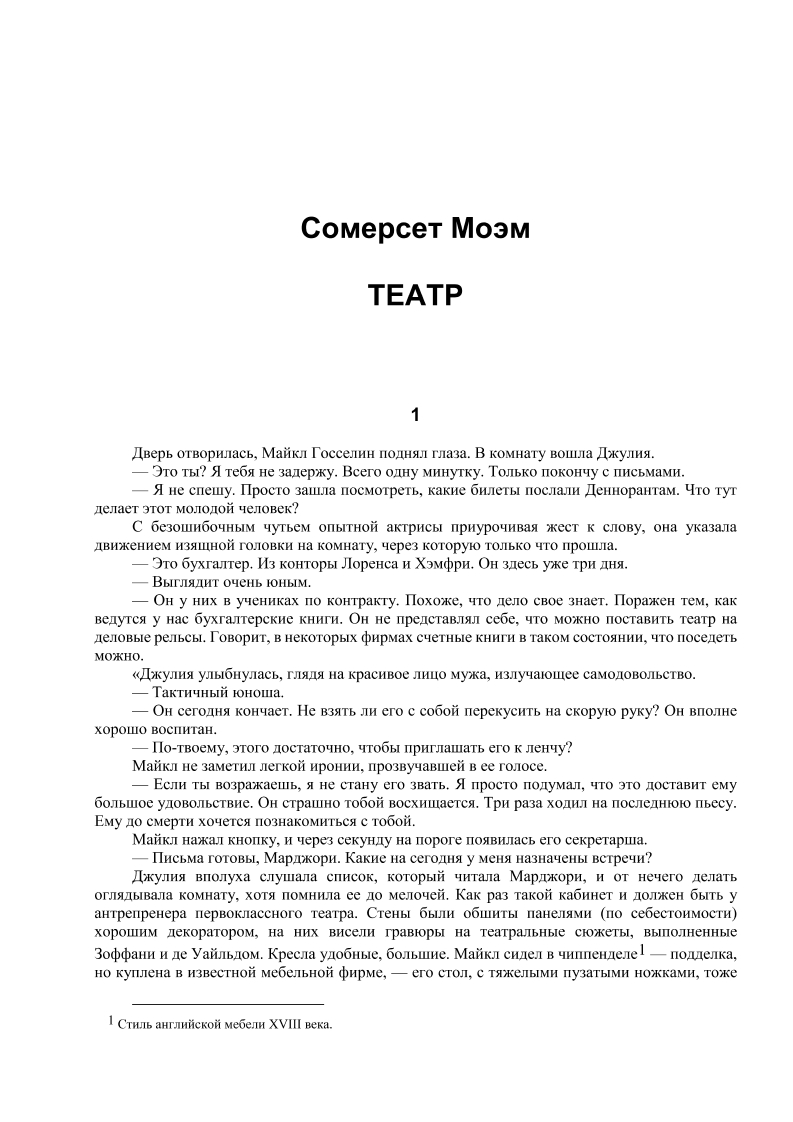 Сомерсет Моэм
ТЕАТР
1
Дверь отворилась, Майкл Госселин поднял глаза. В комнату вошла Джулия.
— Это ты? Я тебя не задержу. Всего одну минутку. Только покончу с письмами.
— Я не спешу. Просто зашла посмотреть, какие билеты послали Деннорантам. Что тут
делает этот молодой человек?
С безошибочным чутьем опытной актрисы приурочивая жест к слову, она указала
движением изящной головки на комнату, через которую только что прошла.
— Это бухгалтер. Из конторы Лоренса и Хэмфри. Он здесь уже три дня.
— Выглядит очень юным.
— Он у них в учениках по контракту. Похоже, что дело свое знает. Поражен тем, как
ведутся у нас бухгалтерские книги. Он не представлял себе, что можно поставить театр на
деловые рельсы. Говорит, в некоторых фирмах счетные книги в таком состоянии, что поседеть
можно.
«Джулия улыбнулась, глядя на красивое лицо мужа, излучающее самодовольство.
— Тактичный юноша.
— Он сегодня кончает. Не взять ли его с собой перекусить на скорую руку? Он вполне
хорошо воспитан.
— По-твоему, этого достаточно, чтобы приглашать его к ленчу?
Майкл не заметил легкой иронии, прозвучавшей в ее голосе.
— Если ты возражаешь, я не стану его звать. Я просто подумал, что это доставит ему
большое удовольствие. Он страшно тобой восхищается. Три раза ходил на последнюю пьесу.
Ему до смерти хочется познакомиться с тобой.
Майкл нажал кнопку, и через секунду на пороге появилась его секретарша.
— Письма готовы, Марджори. Какие на сегодня у меня назначены встречи?
Джулия вполуха слушала список, который читала Марджори, и от нечего делать
оглядывала комнату, хотя помнила ее до мелочей. Как раз такой кабинет и должен быть у
антрепренера первоклассного театра. Стены были обшиты панелями (по себестоимости)
хорошим декоратором, на них висели гравюры на театральные сюжеты, выполненные
Зоффани и де Уайльдом. Кресла удобные, большие. Майкл сидел в чиппенделе1 — подделка,
но куплена в известной мебельной фирме, — его стол, с тяжелыми пузатыми ножками, тоже
1 Стиль английской мебели XVIII века.